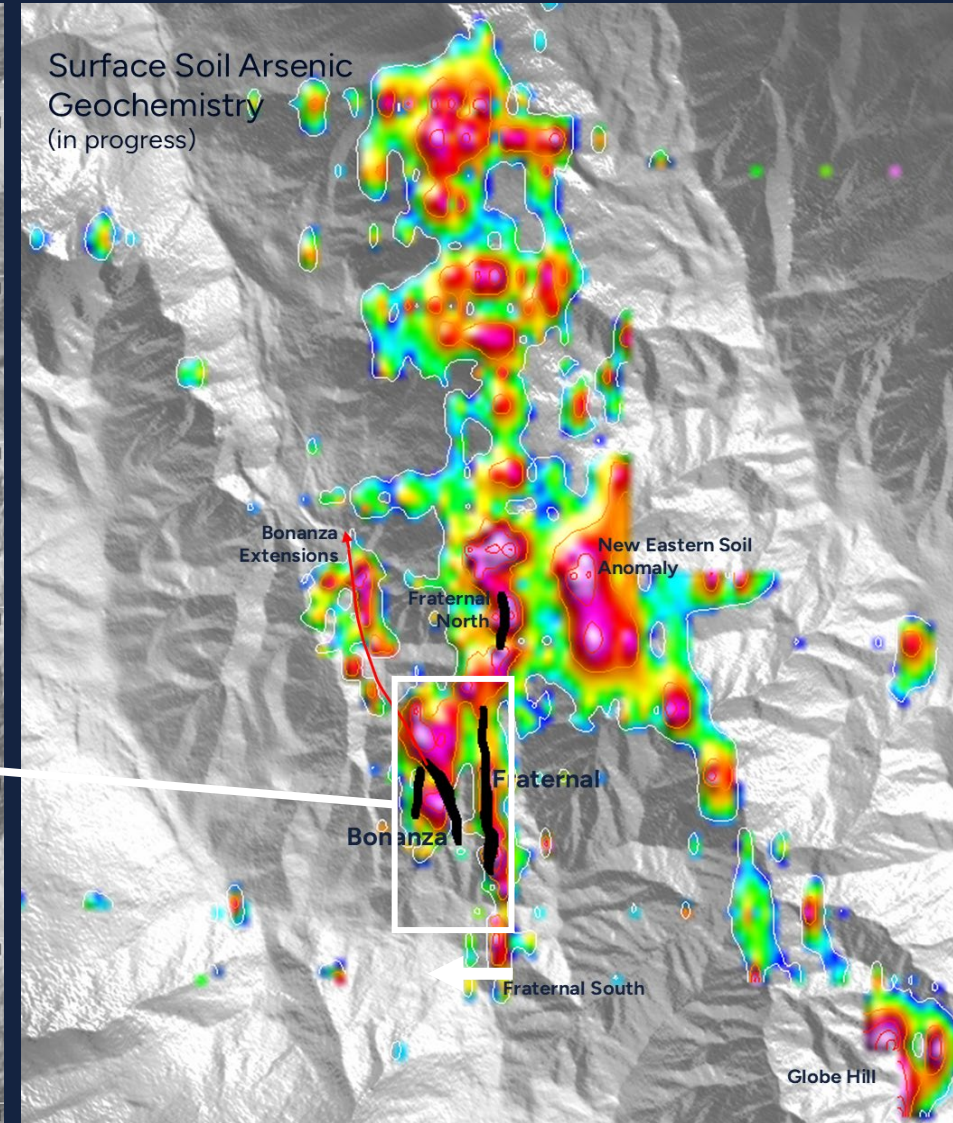 Surface Soil Arsenic
Geochemistry
(in progress)
Bonanza
Extensions
New Eastern Soil
Anomaly
Fraternal
North
Fraternal
Bonanza
Fraternal South
Globe Hill